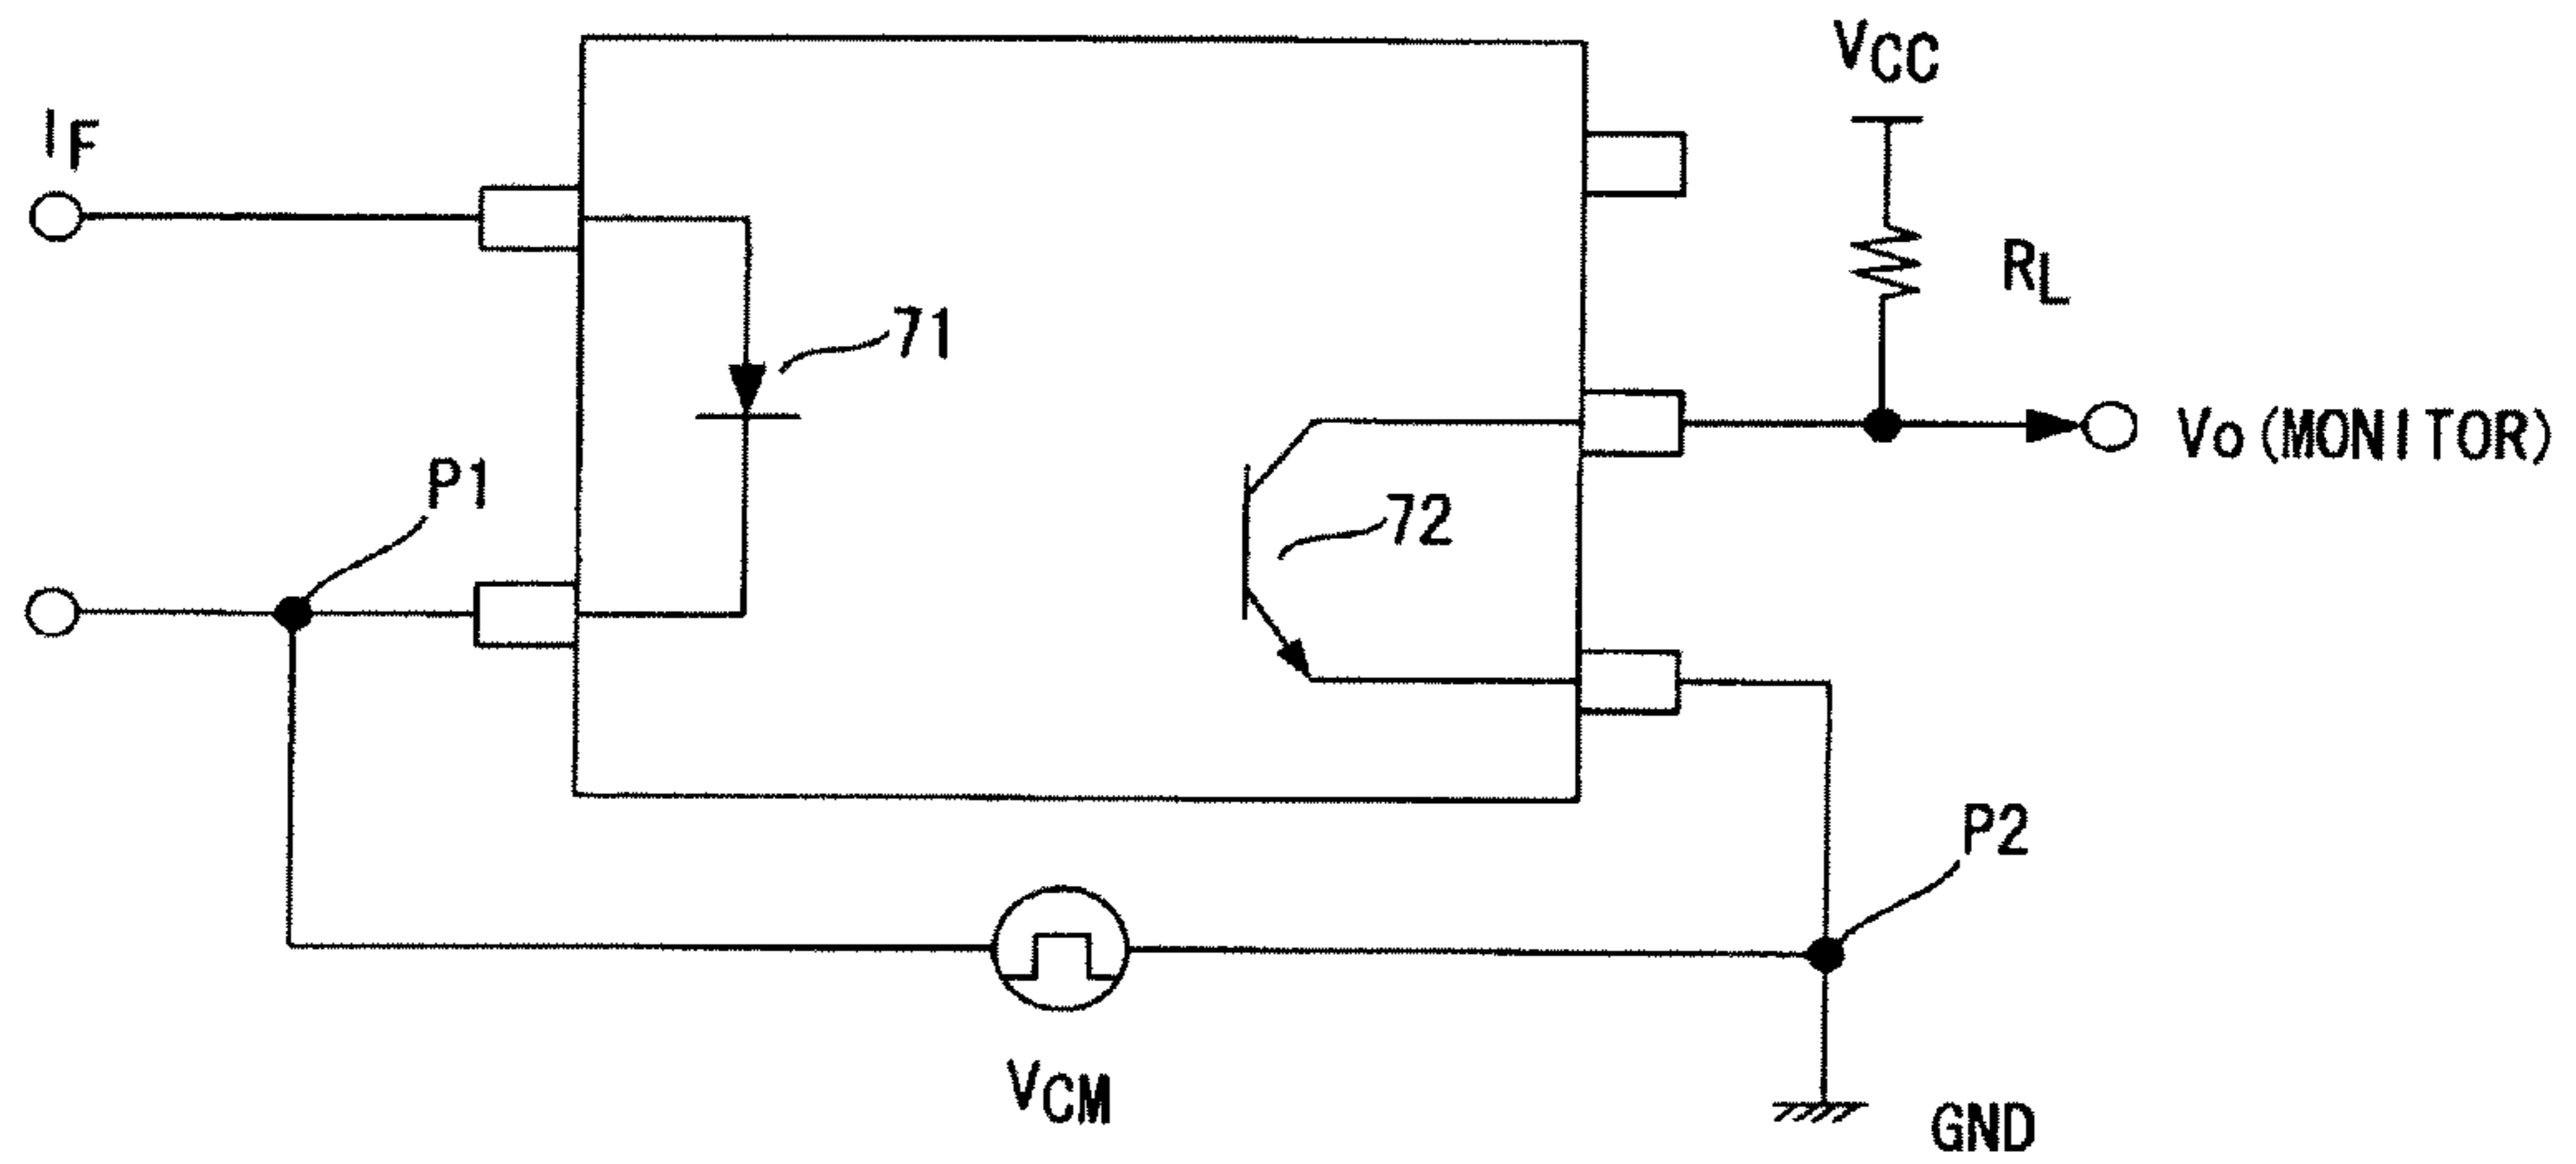 VCC
IF
RL
71
Vo(MONITOR)
P1
72
P2
VCM
GND